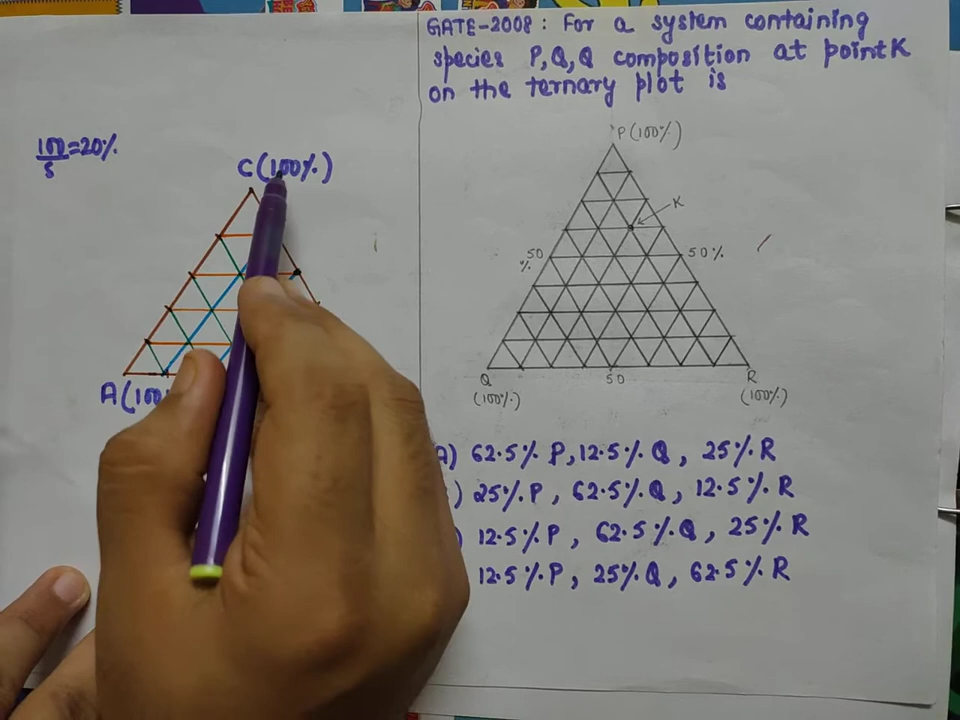 GATE-2008: For a system containing
species P,Q,Q composition at point K
on the ternary plot is
100/5=20%
C(100%)
A(100
P(100%)
K
50
%
50%
Q
(100%)
50
R
(100%)
A) 62.5% P, 12.5% Q, 25% R
) 25% P, 62.5% Q, 12.5% R
) 12.5% P, 62.5% Q, 25% R
12.5% P, 25% Q, 62.5% R